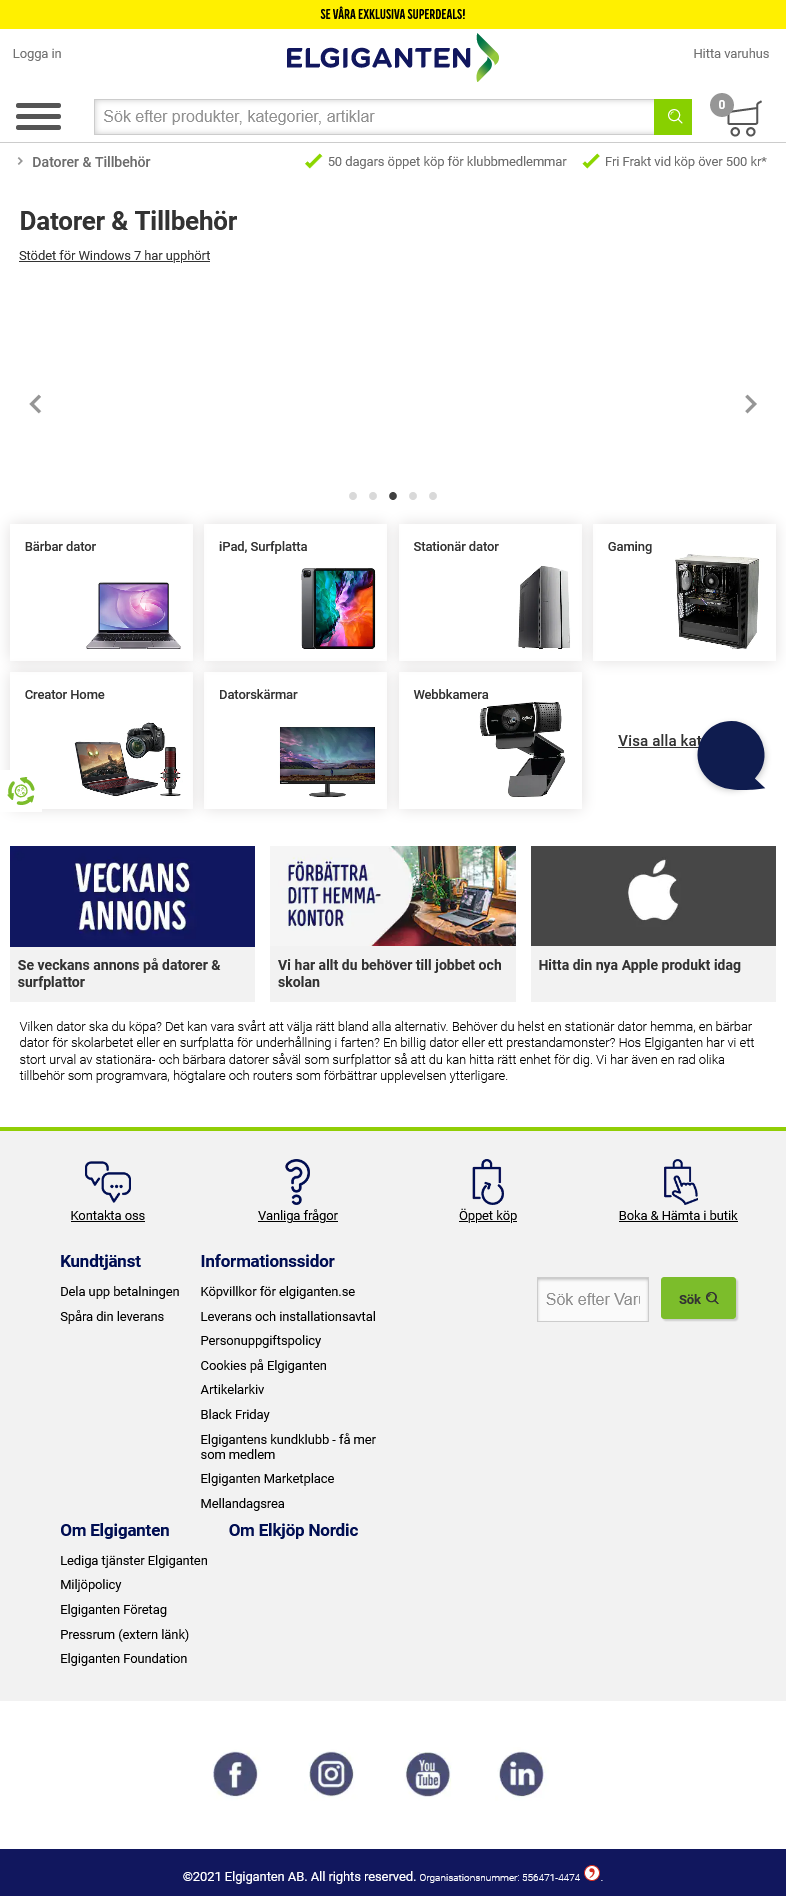 SE VÅRA EXKLUSIVA SUPERDEALS!
Logga in
ELGIGANTEN
Hitta varuhus
Sök efter produkter, kategorier, artiklar
0
Datorer & Tillbehör
50 dagars öppet köp för klubbmedlemmar
Fri Frakt vid köp över 500 kr*
Datorer & Tillbehör
Stödet för Windows 7 har upphört
Bärbar dator
iPad, Surfplatta
Stationär dator
Gaming
Creator Home
Datorskärmar
Webbkamera
Visa alla kat
VECKANS
ANNONS
FÖRBÄTTRA
DITT HEMMA-
KONTOR
Se veckans annons på datorer &
surfplattor
Vi har allt du behöver till jobbet och
skolan
Hitta din nya Apple produkt idag
Vilken dator ska du köpa? Det kan vara svårt att välja rätt bland alla alternativ. Behöver du helst en stationär dator hemma, en bärbar
dator för skolarbetet eller en surfplatta för underhållning i farten? En billig dator eller ett prestandamonster? Hos Elgiganten har vi ett
stort urval av stationära- och bärbara datorer såväl som surfplattor så att du kan hitta rätt enhet för dig. Vi har även en rad olika
tillbehör som programvara, högtalare och routers som förbättrar upplevelsen ytterligare.
Kontakta oss
Vanliga frågor
Öppet köp
Boka & Hämta i butik
Kundtjänst
Dela upp betalningen
Spåra din leverans
Informationssidor
Köpvillkor för elgiganten.se
Leverans och installationsavtal
Personuppgiftspolicy
Cookies på Elgiganten
Artikelarkiv
Black Friday
Elgigantens kundklubb - få mer
som medlem
Elgiganten Marketplace
Mellandagsrea
Sök efter Varu
Sök
Om Elgiganten
Lediga tjänster Elgiganten
Miljöpolicy
Elgiganten Företag
Pressrum (extern länk)
Elgiganten Foundation
Om Elkjöp Nordic
f
You
Tube
in
©2021 Elgiganten AB. All rights reserved. Organisationsnummer: 556471-4474 .